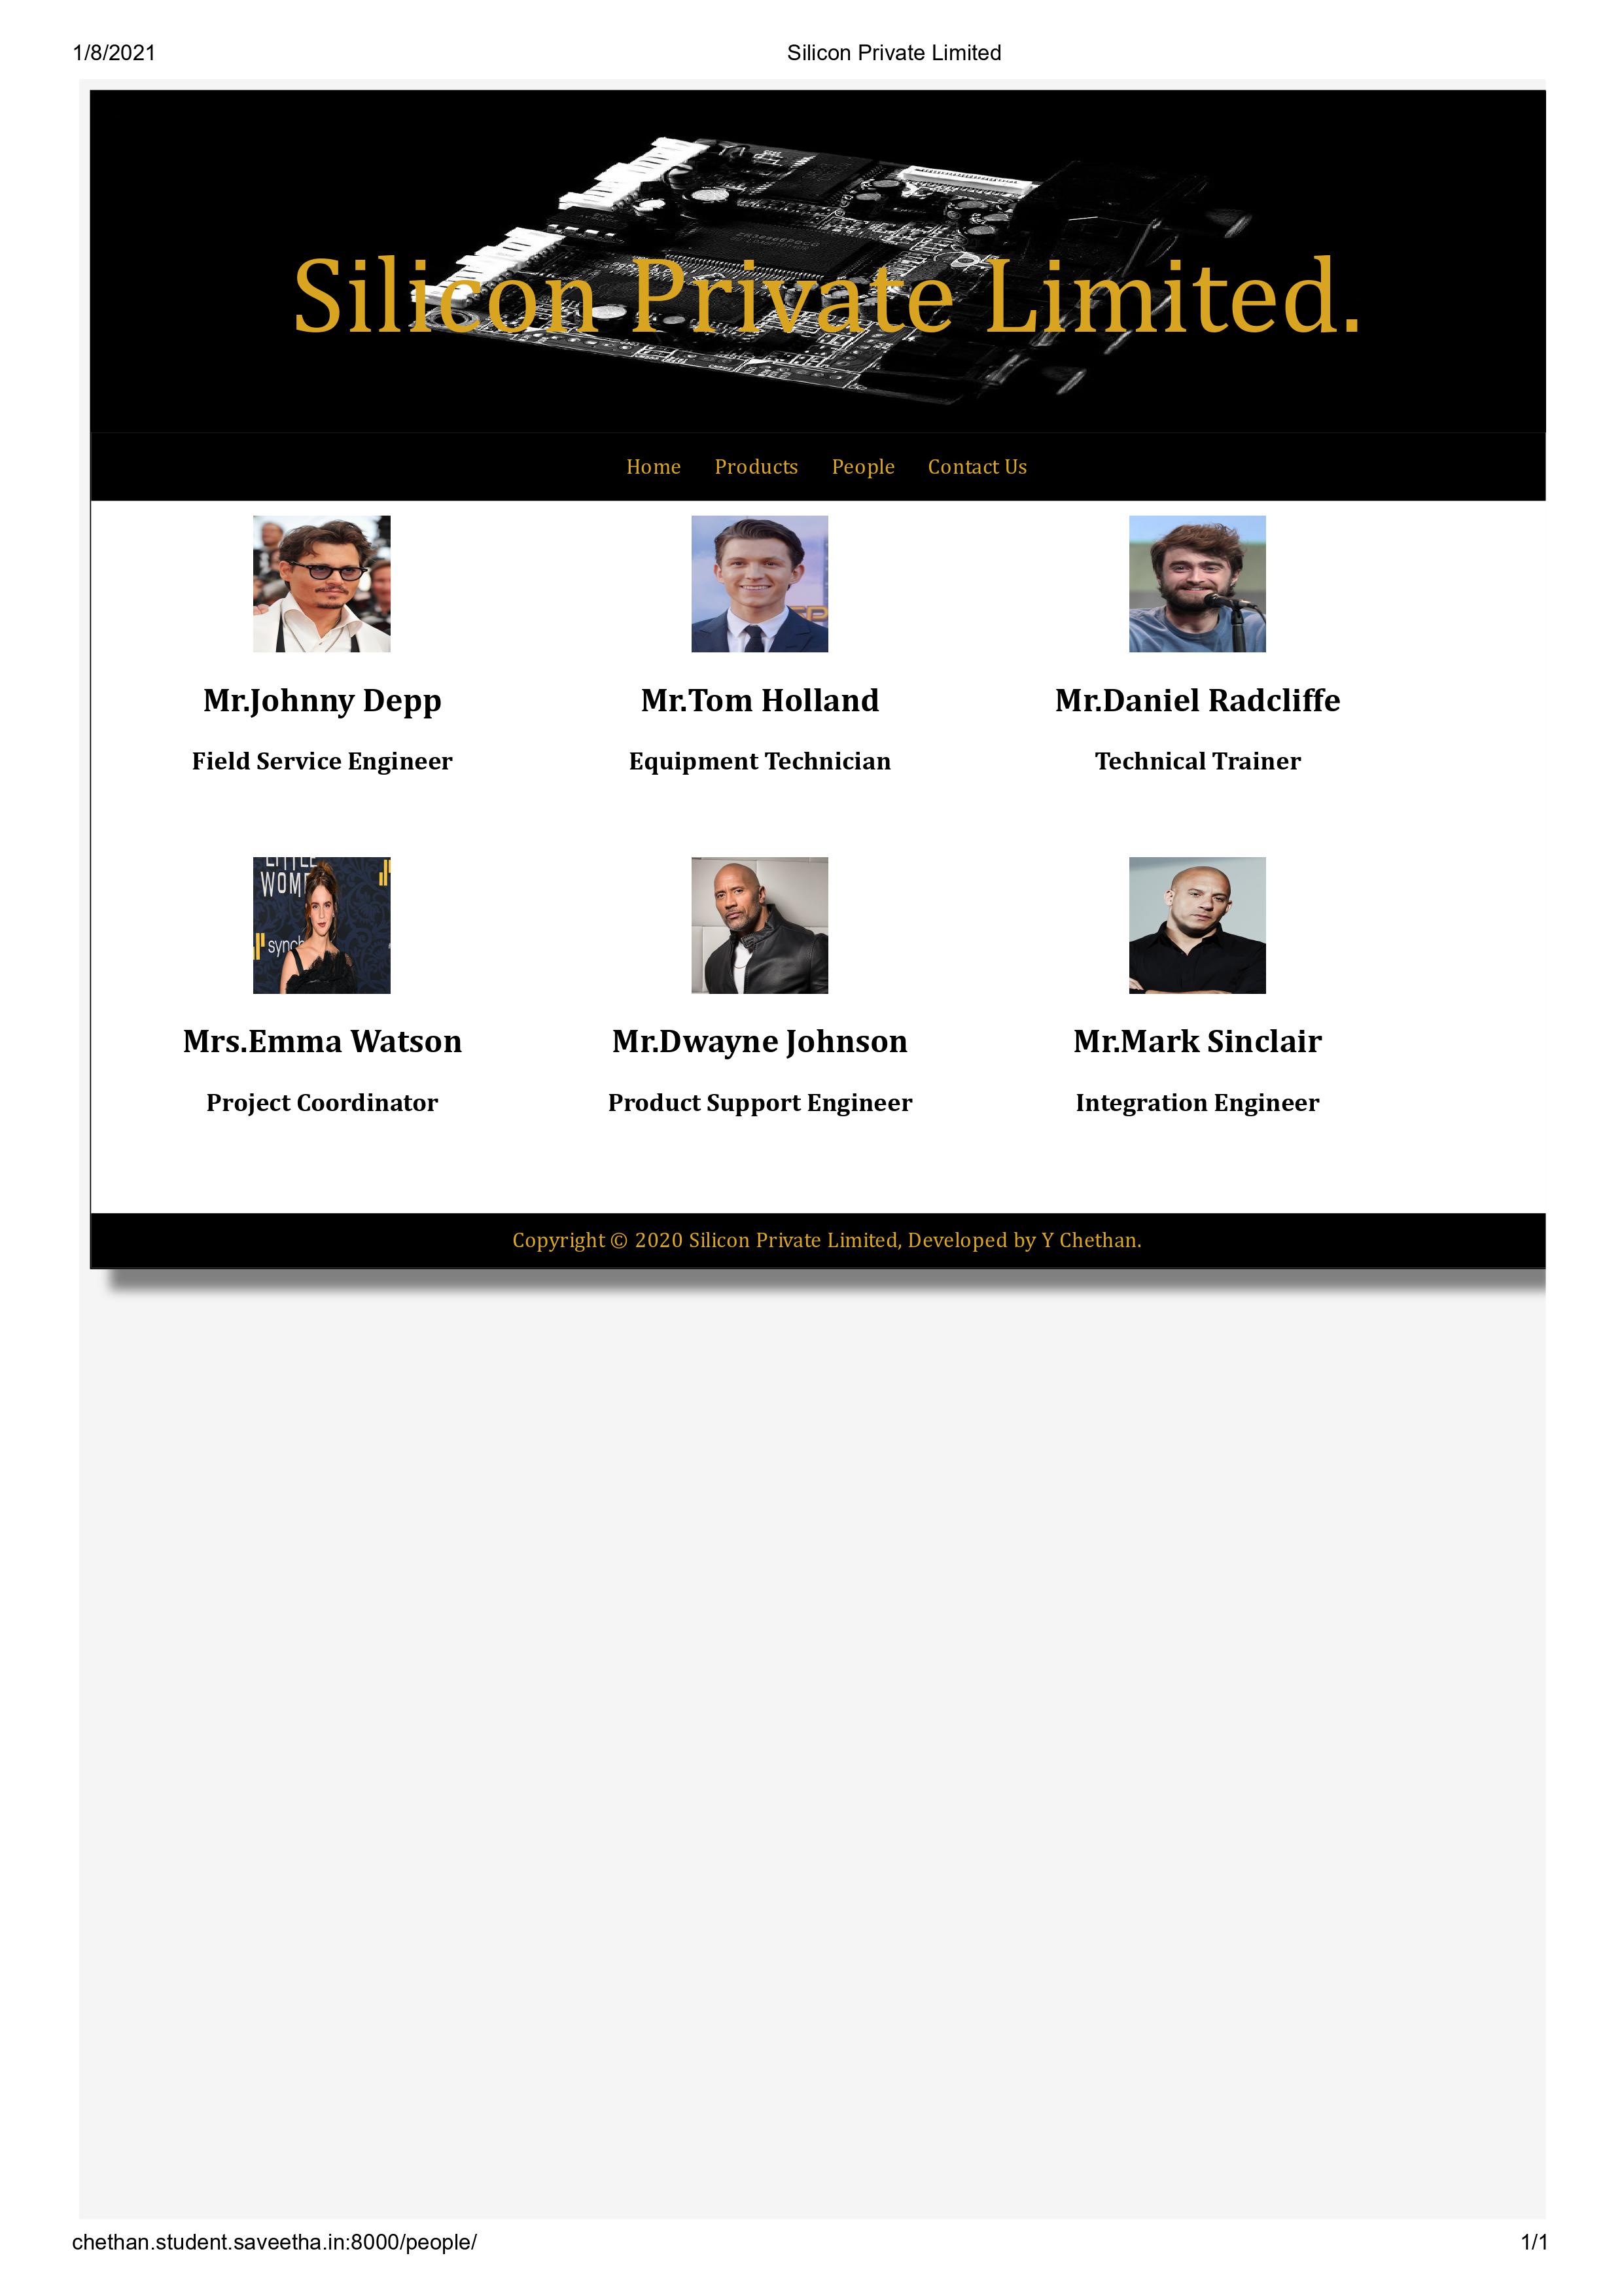 1/8/2021 Silicon Private Limited
Silicon Private Limited.
Home Products People Contact Us
Mr.Johnny Depp Mr.Tom Holland Mr.Daniel Radcliffe
Field Service Engineer Equipment Technician Technical Trainer
WOM
Mrs.Emma Watson Mr.Dwayne Johnson Mr.Mark Sinclair
Project Coordinator Product Support Engineer Integration Engineer
Copyright © 2020 Silicon Private Limited, Developed by Y Chethan.
chethan.student.saveetha.in:8000/people/ 1/1